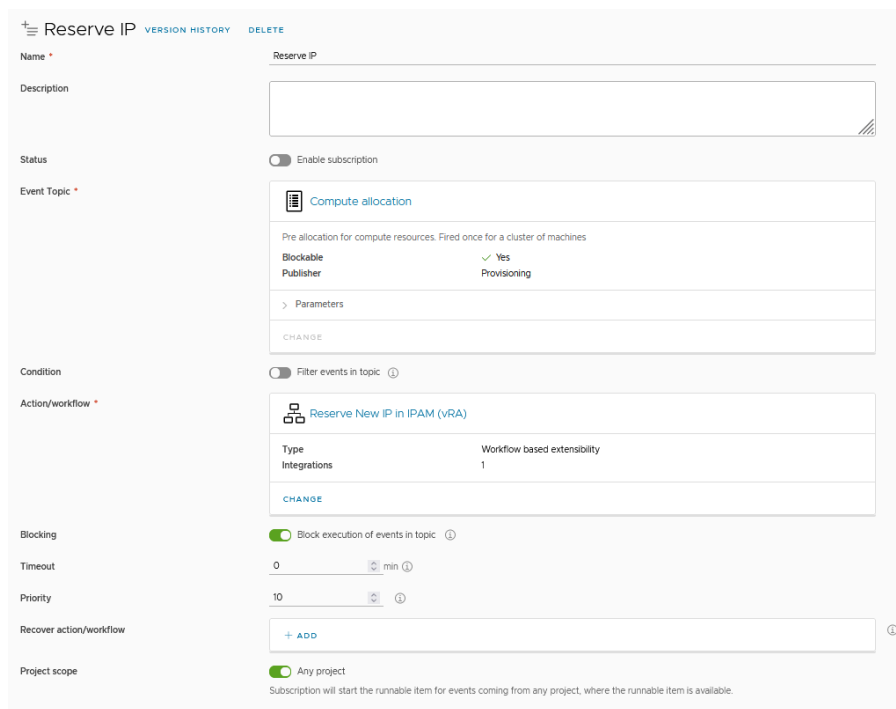 Reserve IP VERSION HISTORY DELETE
Name * Reserve IP
Description
Status Enable subscription
Event Topic * Compute allocation
Pre allocation for compute resources. Fired once for a cluster of machines
Blockable Yes
Publisher Provisioning
Parameters
CHANGE
Condition Filter events in topic
Action/workflow * Reserve New IP in IPAM (vRA)
Type Workflow based extensibility
Integrations 1
CHANGE
Blocking Block execution of events in topic
Timeout 0 min
Priority 10
Recover action/workflow + ADD
Project scope Any project
Subscription will start the runnable item for events coming from any project, where the runnable item is available.